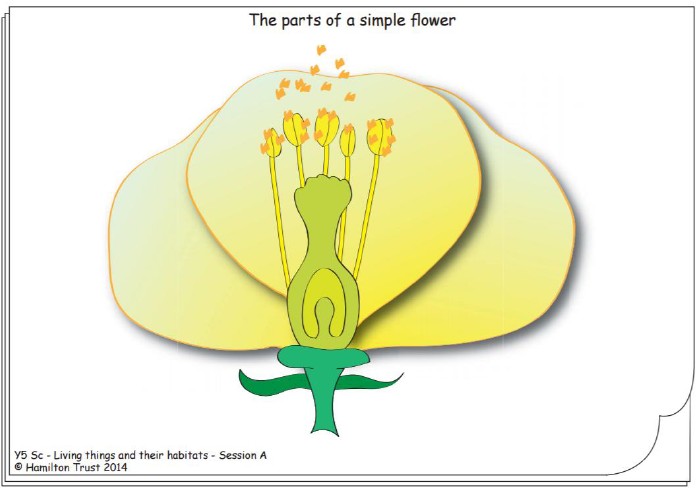 The parts of a simple flower
Y5 Sc - Living things and their habitats - Session A
© Hamilton Trust 2014